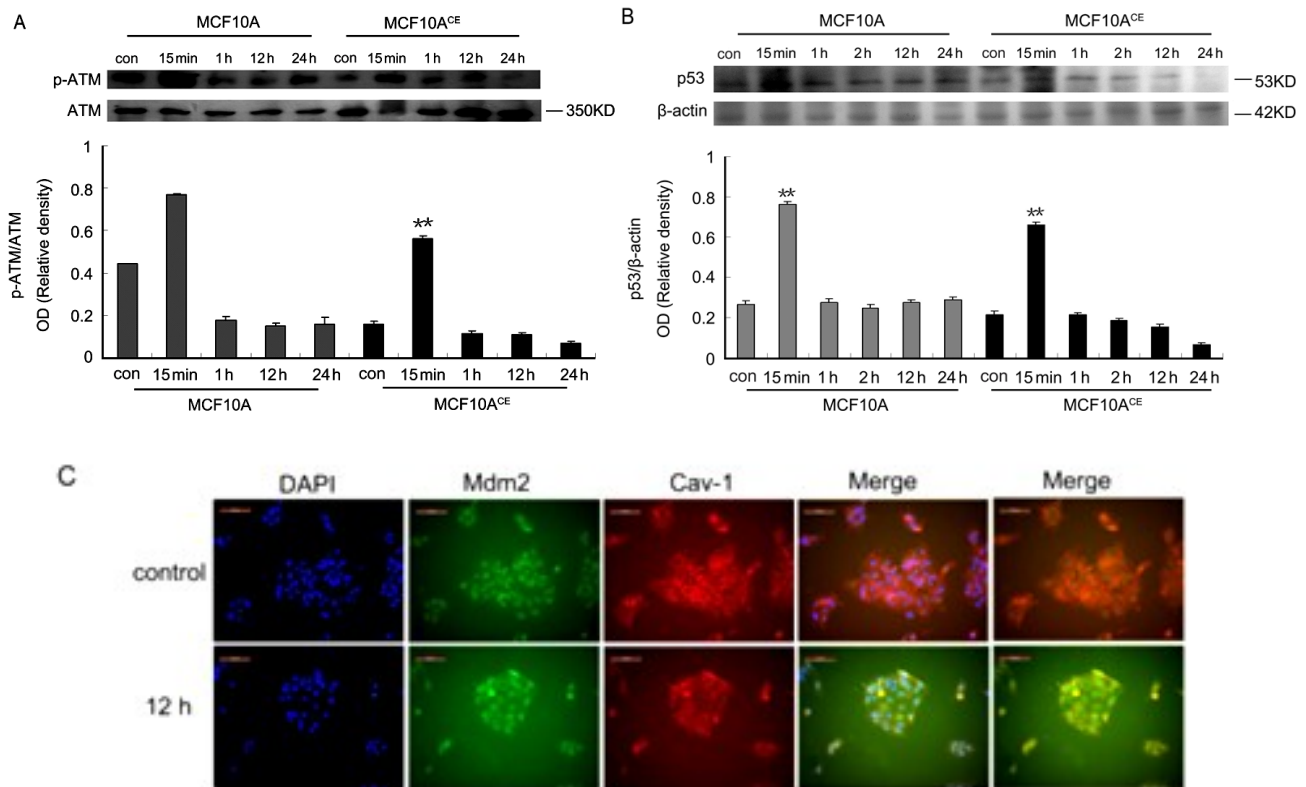 A
MCF10A MCF10A^CE
con 15 min 1 h 12 h 24 h con 15 min 1 h 12 h 24 h
p-ATM
ATM 350KD
1
0.8
0.6
0.4
0.2
0
p-ATM/ATM
OD (Relative density)
**
con 15 min 1 h 12 h 24 h con 15 min 1 h 12 h 24 h
MCF10A MCF10A^CE
B
MCF10A MCF10A^CE
con 15 min 1 h 2 h 12 h 24 h con 15 min 1 h 2 h 12 h 24 h
p53 53KD
β-actin 42KD
1
0.8
0.6
0.4
0.2
0
p53/β-actin
OD (Relative density)
** **
con 15 min 1 h 2 h 12 h 24 h con 15 min 1 h 2 h 12 h 24 h
MCF10A MCF10A^CE
C
DAPI Mdm2 Cav-1 Merge Merge
control
12 h